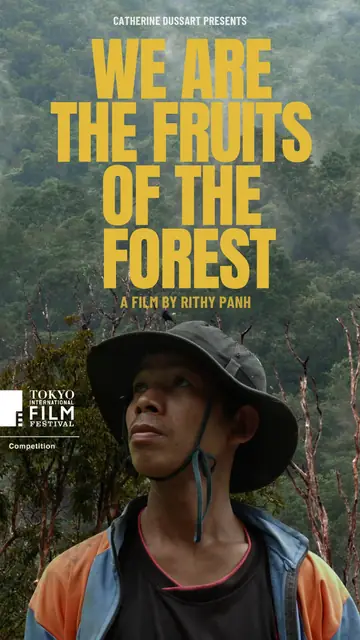 CATHERINE DUSSART PRESENTS
WE ARE
THE FRUITS
OF THE
FOREST
A FILM BY RITHY PANH
TOKYO
INTERNATIONAL
FILM
FESTIVAL
Competition